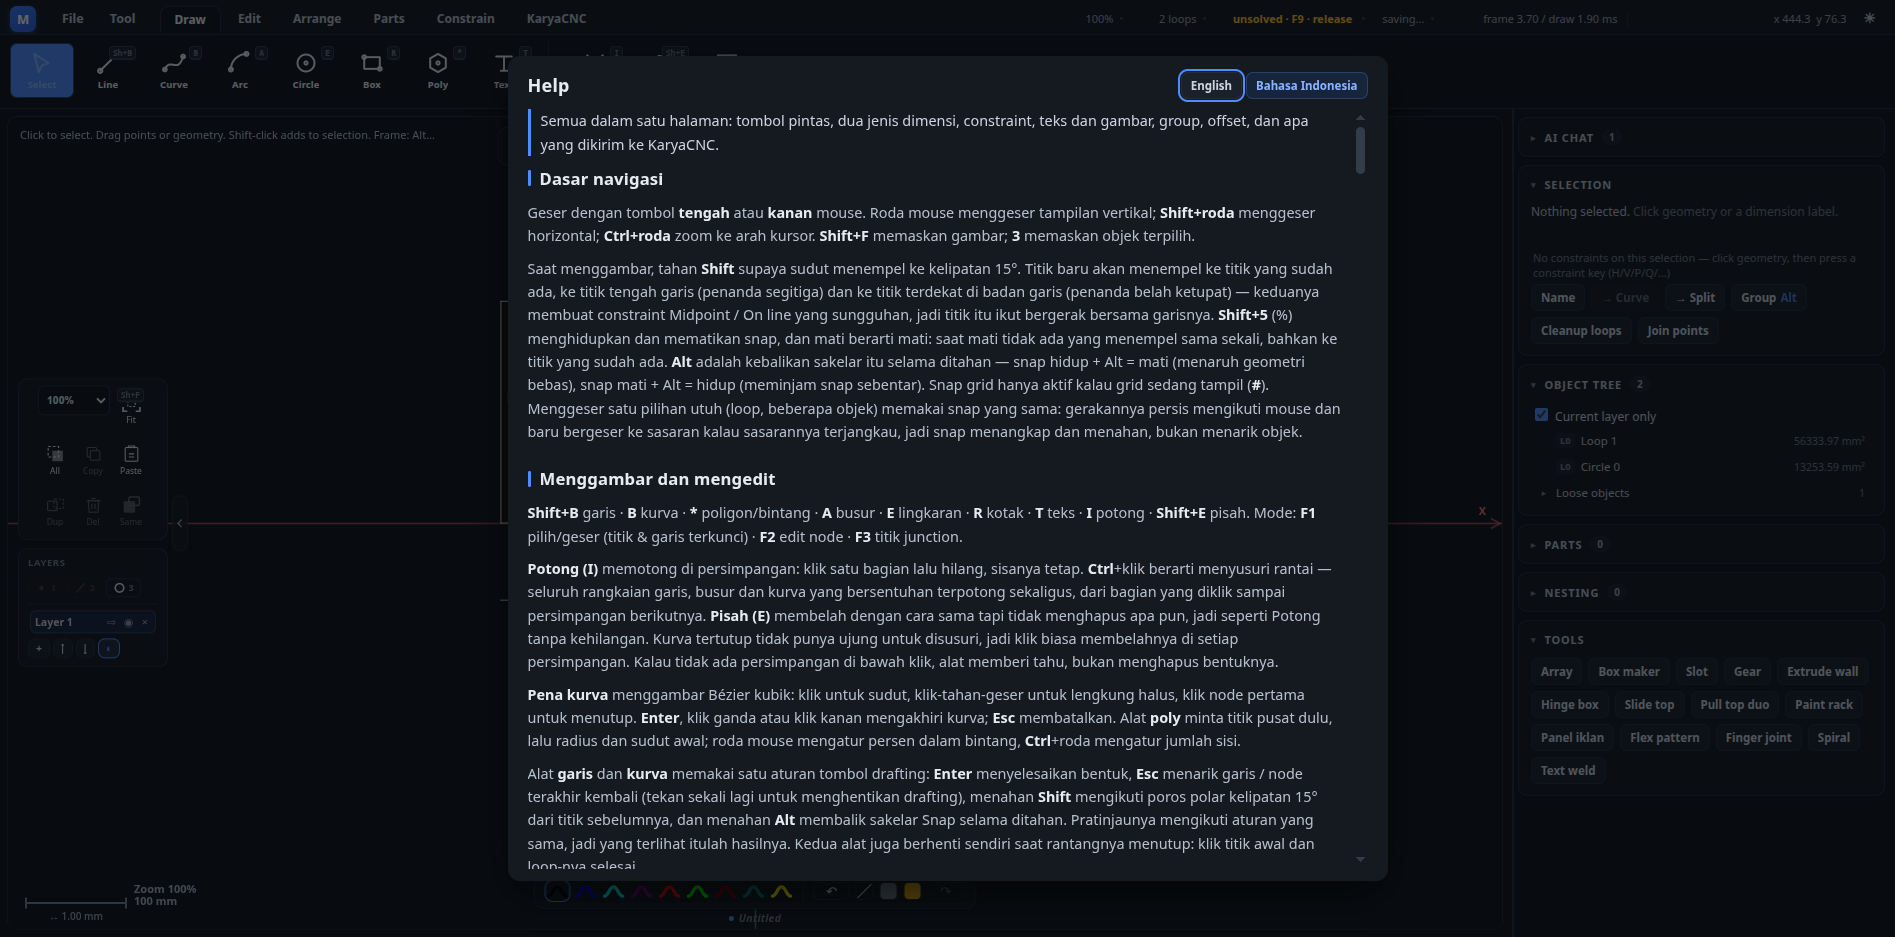 M File Tool Draw Edit Arrange Parts Constrain KaryaCNC 100% 2 loops unsolved · F9 · release saving... frame 3.70 / draw 1.90 ms x 444.3 y 76.3
Sh+B B A E B * T I Sh+E
Select Line Curve Arc Circle Box Poly
Click to select. Drag points or geometry. Shift-click adds to selection. Frame: Alt...
Help English Bahasa Indonesia
Semua dalam satu halaman: tombol pintas, dua jenis dimensi, constraint, teks dan gambar, group, offset, dan apa
yang dikirim ke KaryaCNC.
Dasar navigasi
Geser dengan tombol tengah atau kanan mouse. Roda mouse menggeser tampilan vertikal; Shift+roda menggeser
horizontal; Ctrl+roda zoom ke arah kursor. Shift+F memaskan gambar; 3 memaskan objek terpilih.
Saat menggambar, tahan Shift supaya sudut menempel ke kelipatan 15°. Titik baru akan menempel ke titik yang sudah
ada, ke titik tengah garis (penanda segitiga) dan ke titik terdekat di badan garis (penanda belah ketupat) — keduanya
membuat constraint Midpoint / On line yang sungguhan, jadi titik itu ikut bergerak bersama garisnya. Shift+5 (%)
menghidupkan dan mematikan snap, dan mati berarti mati: saat mati tidak ada yang menempel sama sekali, bahkan ke
titik yang sudah ada. Alt adalah kebalikan sakelar itu selama ditahan — snap hidup + Alt = mati (menaruh geometri
bebas), snap mati + Alt = hidup (meminjam snap sebentar). Snap grid hanya aktif kalau grid sedang tampil (#).
Menggeser satu pilihan utuh (loop, beberapa objek) memakai snap yang sama: gerakannya persis mengikuti mouse dan
baru bergeser ke sasaran kalau sasarannya terjangkau, jadi snap menangkap dan menahan, bukan menarik objek.
Menggambar dan mengedit
Shift+B garis · B kurva · * poligon/bintang · A busur · E lingkaran · R kotak · T teks · I potong · Shift+E pisah. Mode: F1
pilih/geser (titik & garis terkunci) · F2 edit node · F3 titik junction.
Potong (I) memotong di persimpangan: klik satu bagian lalu hilang, sisanya tetap. Ctrl+klik berarti menyusuri rantai —
seluruh rangkaian garis, busur dan kurva yang bersentuhan terpotong sekaligus, dari bagian yang diklik sampai
persimpangan berikutnya. Pisah (E) membelah dengan cara sama tapi tidak menghapus apa pun, jadi seperti Potong
tanpa kehilangan. Kurva tertutup tidak punya ujung untuk disusuri, jadi klik biasa membelahnya di setiap
persimpangan. Kalau tidak ada persimpangan di bawah klik, alat memberi tahu, bukan menghapus bentuknya.
Pena kurva menggambar Bézier kubik: klik untuk sudut, klik-tahan-geser untuk lengkung halus, klik node pertama
untuk menutup. Enter, klik ganda atau klik kanan mengakhiri kurva; Esc membatalkan. Alat poly minta titik pusat dulu,
lalu radius dan sudut awal; roda mouse mengatur persen dalam bintang, Ctrl+roda mengatur jumlah sisi.
Alat garis dan kurva memakai satu aturan tombol drafting: Enter menyelesaikan bentuk, Esc menarik garis / node
terakhir kembali (tekan sekali lagi untuk menghentikan drafting), menahan Shift mengikuti poros polar kelipatan 15°
dari titik sebelumnya, dan menahan Alt membalik sakelar Snap selama ditahan. Pratinjaunya mengikuti aturan yang
sama, jadi yang terlihat itulah hasilnya. Kedua alat juga berhenti sendiri saat rantangnya menutup: klik titik awal dan
loop-nya selesai.
100% Sh+F
Fit
All Copy Paste
Dup Del Same
LAYERS
1 2 3
Layer 1
Zoom 100%
100 mm
↔ 1.00 mm
Untitled
X
AI CHAT 1
SELECTION
Nothing selected. Click geometry or a dimension label.
No constraints on this selection — click geometry, then press a
constraint key (H/V/P/Q/...)
Name → Curve → Split Group Alt
Cleanup loops Join points
OBJECT TREE 2
Current layer only
LO Loop 1 56333.97 mm²
LO Circle 0 13253.59 mm²
Loose objects 1
PARTS 0
NESTING 0
TOOLS
Array Box maker Slot Gear Extrude wall
Hinge box Slide top Pull top duo Paint rack
Panel iklan Flex pattern Finger joint Spiral
Text weld